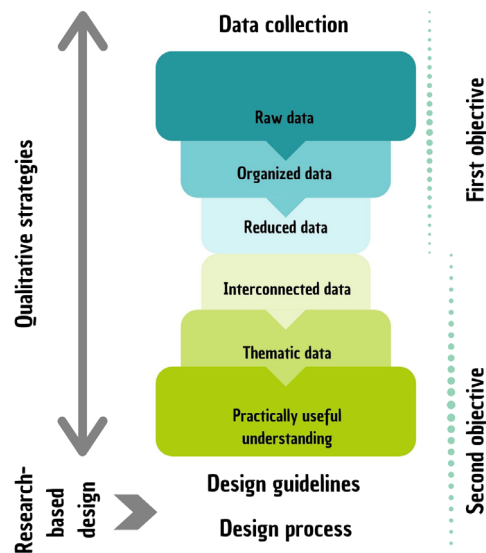 Data collection
Raw data
Organized data
Reduced data
Interconnected data
Thematic data
Practically useful
understanding
Design guidelines
Design process
Qualitative strategies
Research-
based
design
First objective
Second objective